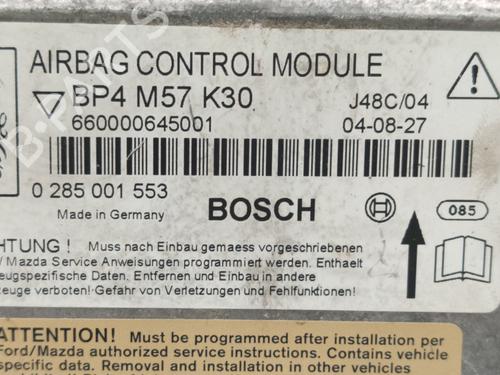 AIRBAG CONTROL MODULE
BP4 M57 K30
J48C/04
660000645001
04-08-27
0 285 001 553
Made in Germany
BOSCH
085
HTUNG ! Muss nach Einbau gemaess vorgeschriebenen
/ Mazda Service Anweisungen programmiert werden. Enthaelt
eugspezifische Daten, Entfernen und Einbau in andere
zeuge verboten!-Gefahr von Verletzungen und Fehlfunktionen!
ATTENTION! Must be programmed after installation per
Ford/Mazda authorized service instructions. Contains vehicle
specific data. Removal and installation in other vehicles